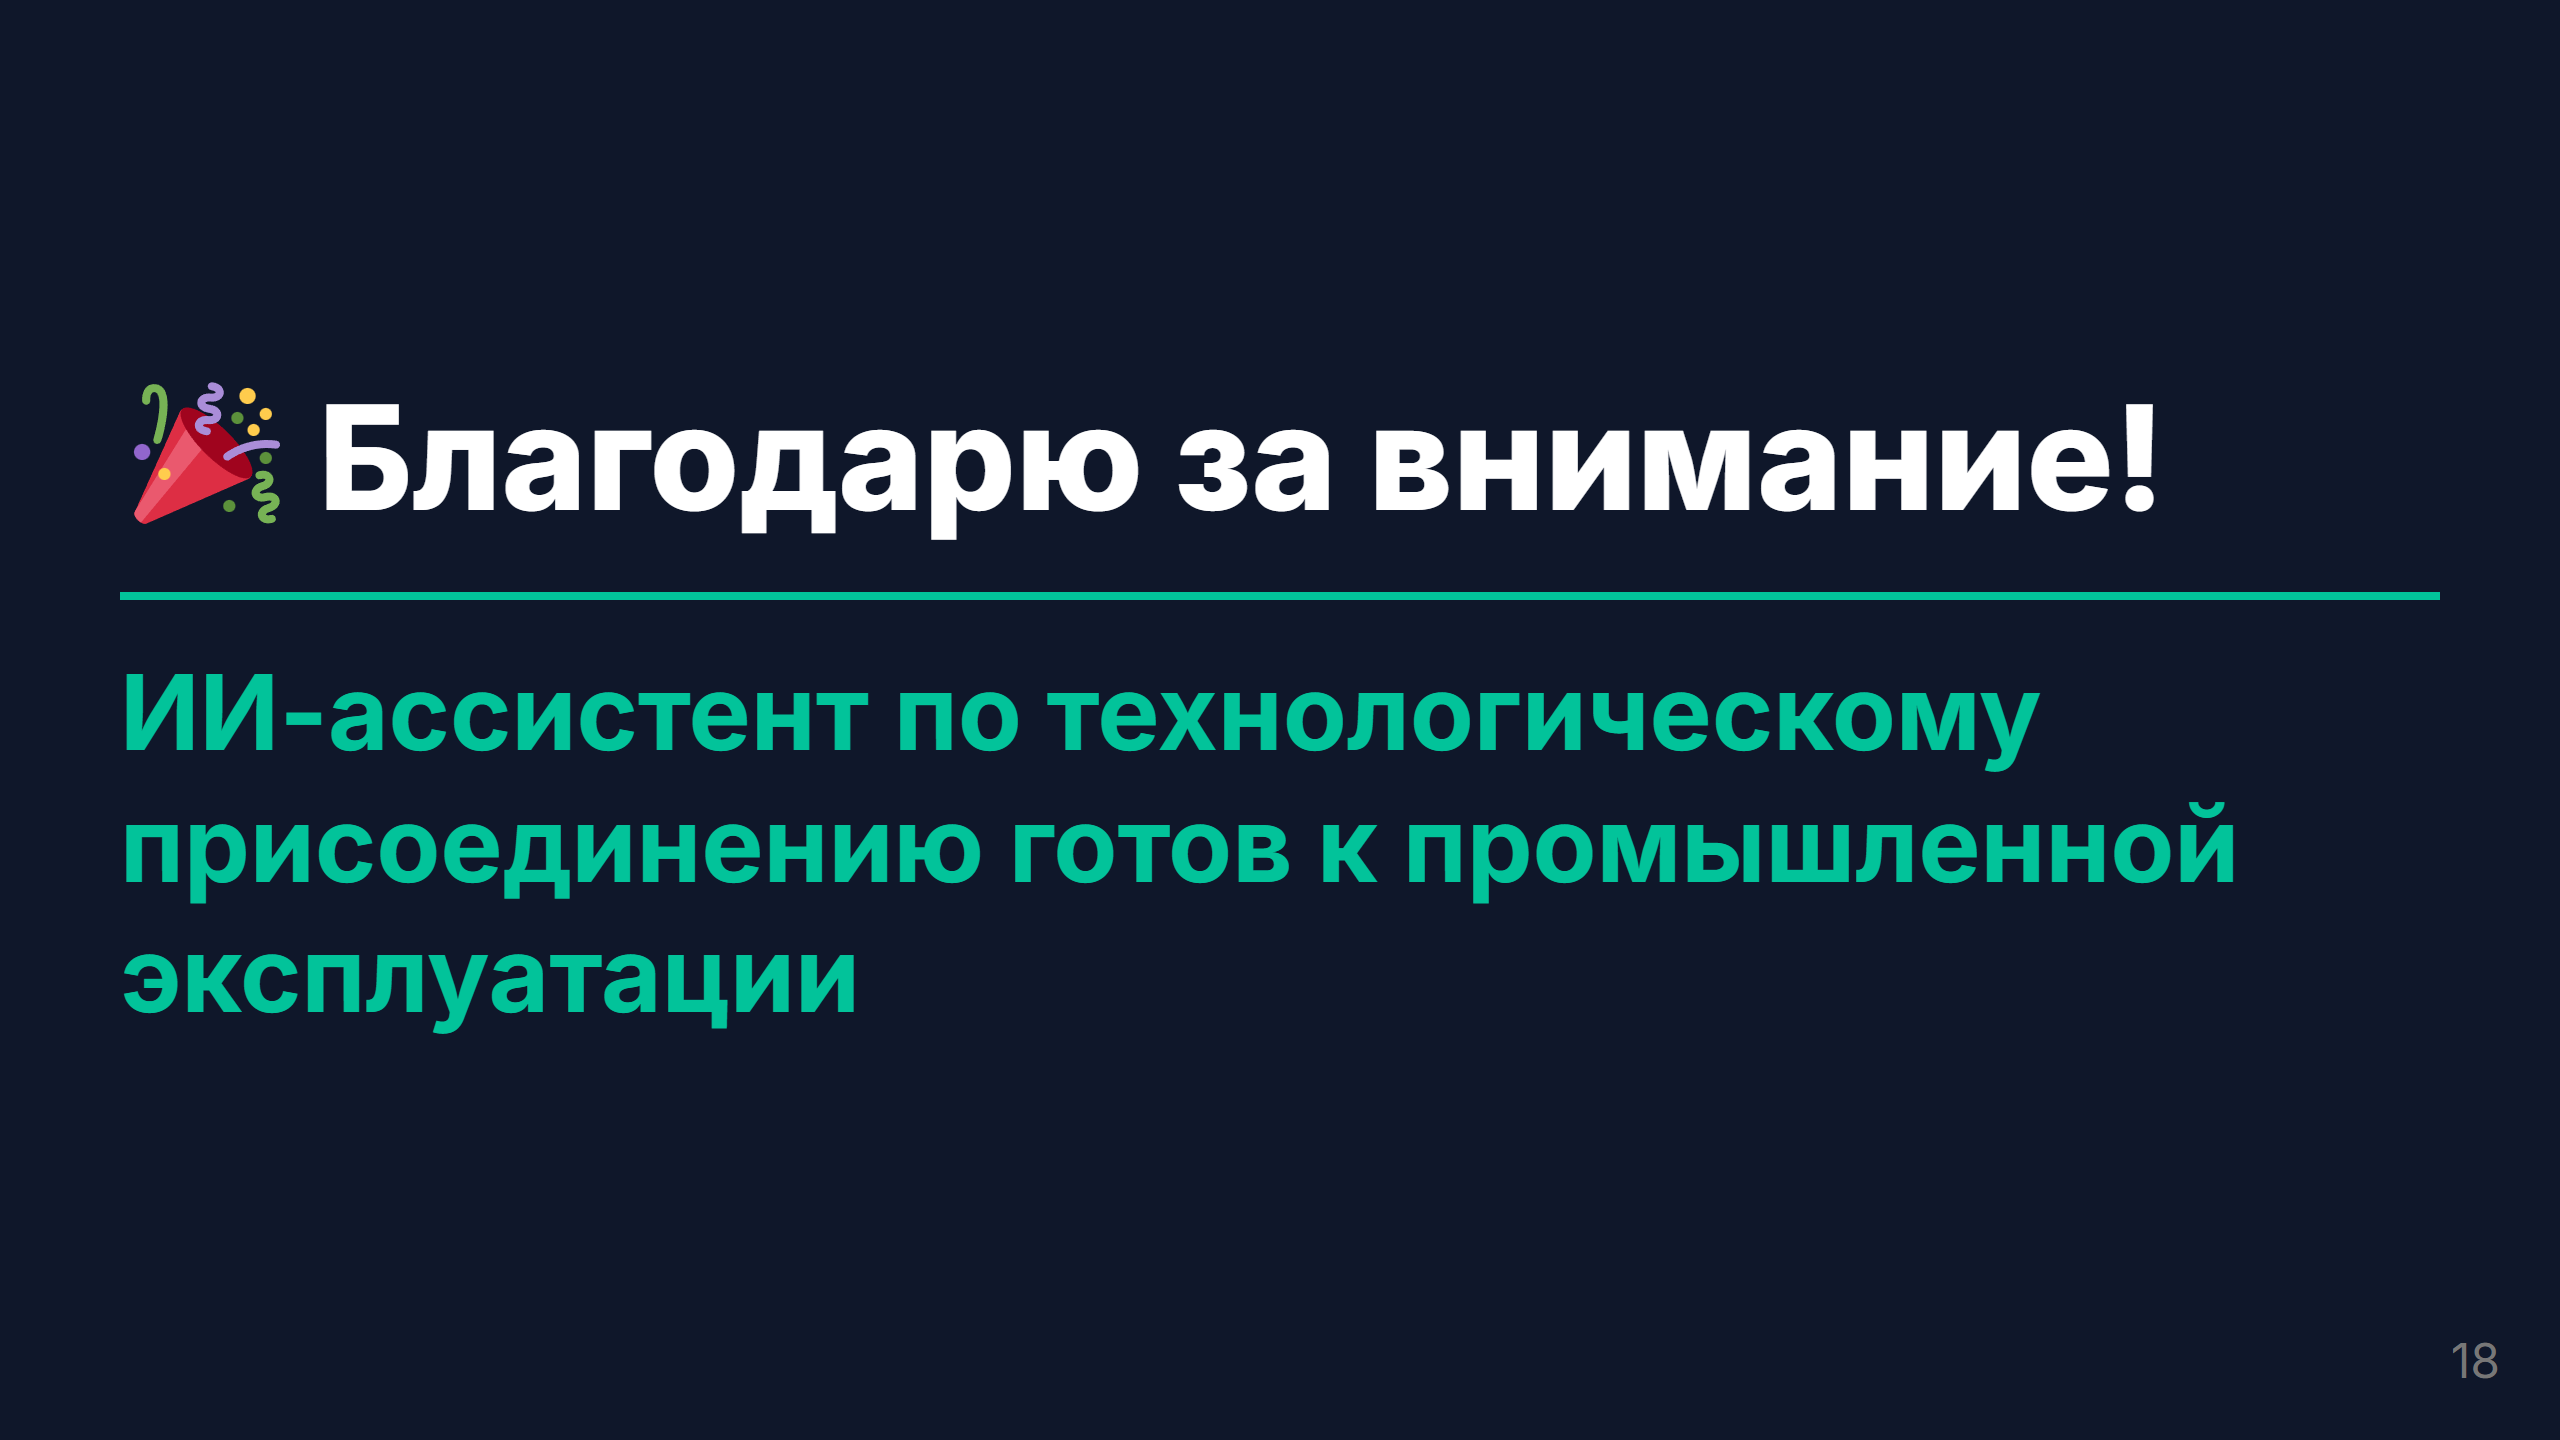 🎉 Благодарю за внимание!
ИИ-ассистент по технологическому
присоединению готов к промышленной
эксплуатации
18